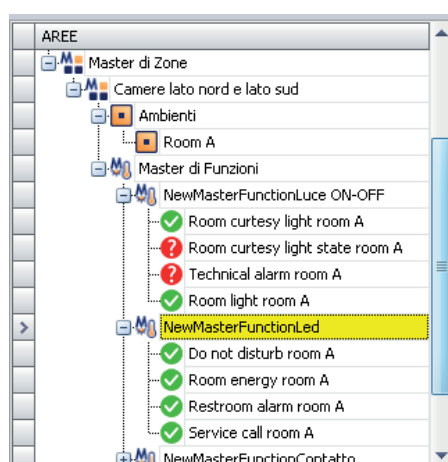 AREE
Master di Zone
Camere lato nord e lato sud
Ambienti
Room A
Master di Funzioni
NewMasterFunctionLuce ON-OFF
Room curtesy light room A
Room curtesy light state room A
Technical alarm room A
Room light room A
NewMasterFunctionLed
Do not disturb room A
Room energy room A
Restroom alarm room A
Service call room A
NewMasterFunctionContatto